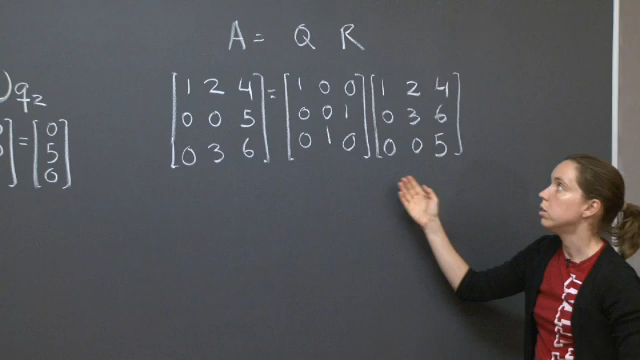 A = Q R
) q2
[1 2 4] = [1 0 0] [1 2 4]
[0 0 5] [0 0 1] [0 3 6]
[0 3 6] [0 1 0] [0 0 5]
] = [0]
[5]
[0]